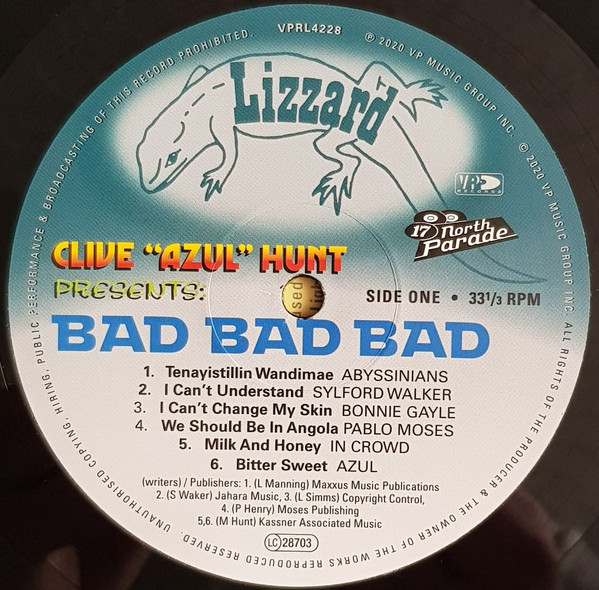 VPRL4228
℗ 2020 VP MUSIC GROUP INC. © 2020 VP MUSIC GROUP INC. ALL RIGHTS OF THE PRODUCER & THE OWNER OF THE WORKS REPRODUCED RESERVED. UNAUTHORISED COPYING, HIRING, PUBLIC PERFORMANCE & BROADCASTING OF THIS RECORD PROHIBITED.
Lizzard
VP
RECORDS
17 North
Parade
CLIVE “AZUL” HUNT
PRESENTS:
SIDE ONE • 33 1/3 RPM
BAD BAD BAD
1. Tenayistillin Wandimae ABYSSINIANS
2. I Can't Understand SYLFORD WALKER
3. I Can't Change My Skin BONNIE GAYLE
4. We Should Be In Angola PABLO MOSES
5. Milk And Honey IN CROWD
6. Bitter Sweet AZUL
(writers) / Publishers: 1. (L Manning) Maxxus Music Publications
2. (S Waker) Jahara Music, 3. (L Simms) Copyright Control,
4. (P Henry) Moses Publishing
5,6. (M Hunt) Kassner Associated Music
LC 28703